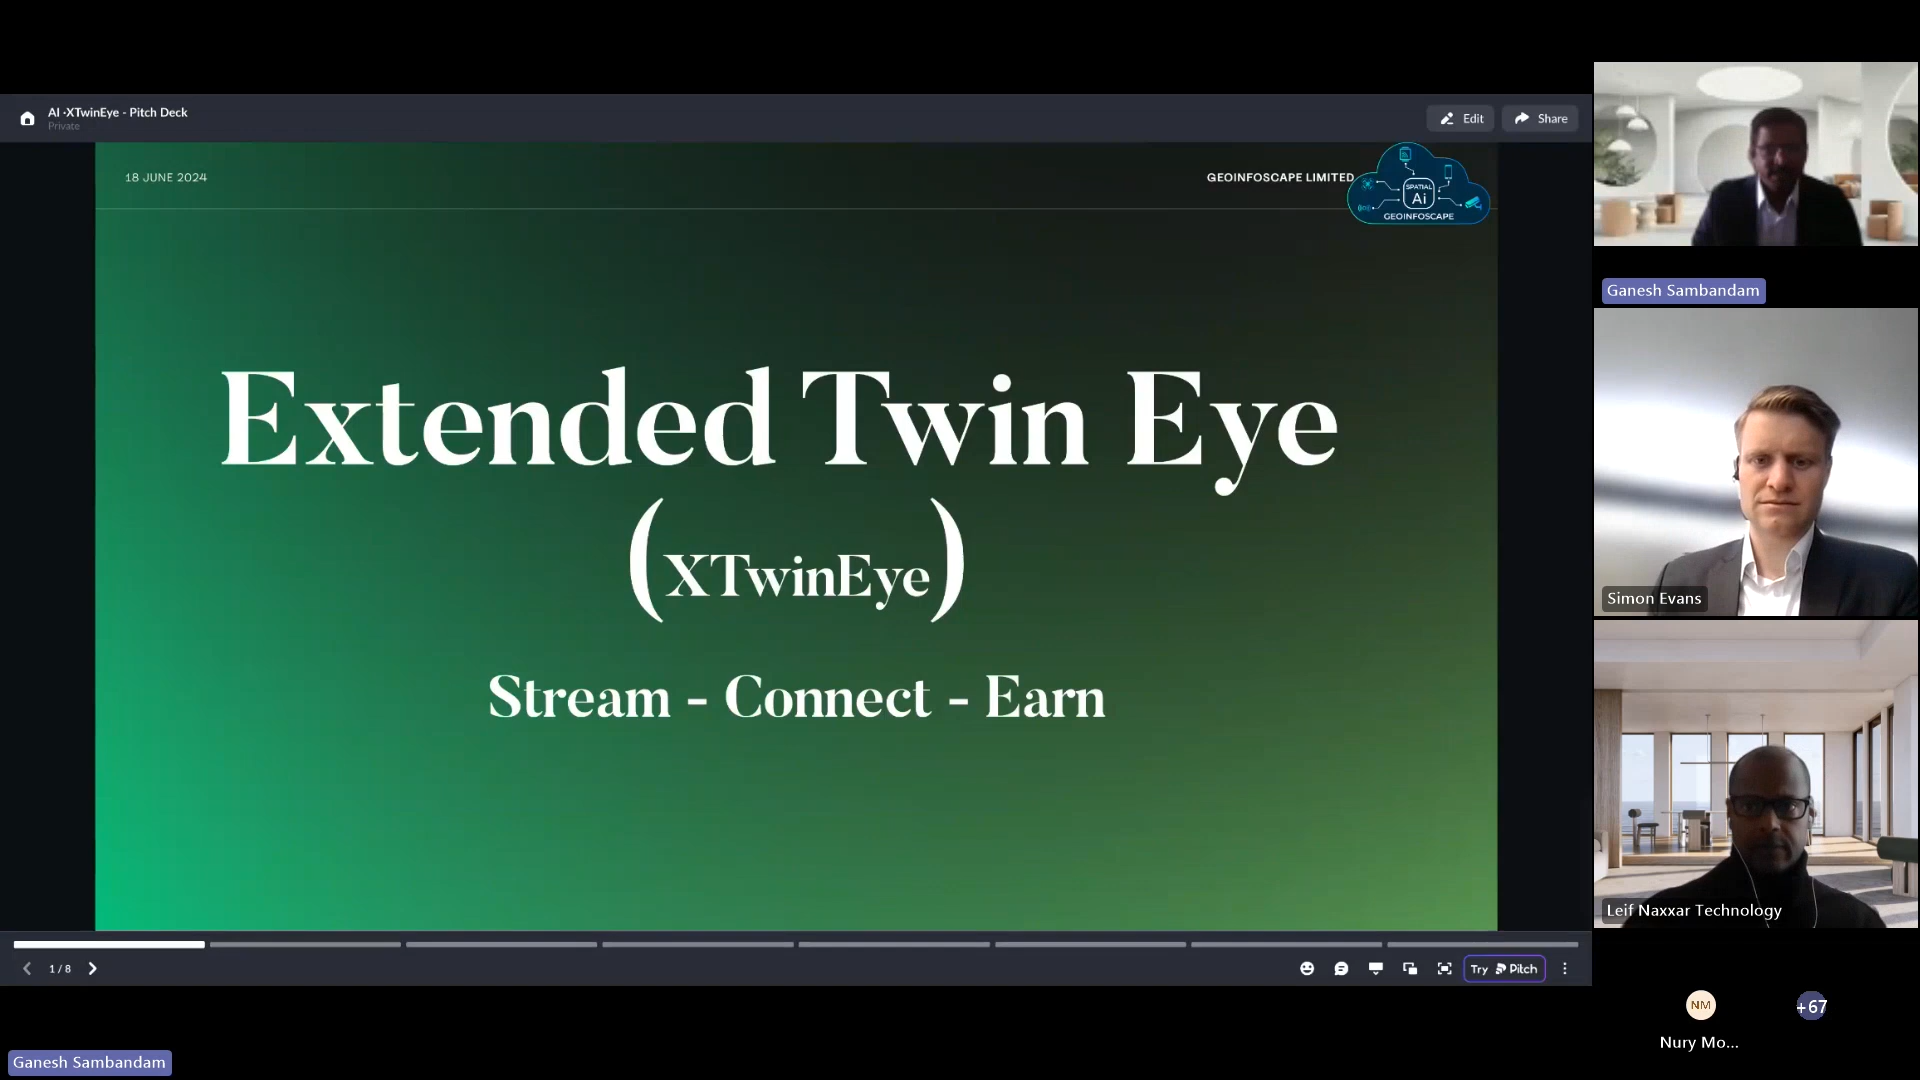 AI ·XTwinEye - Pitch Deck
Private
Edit
Share
18 JUNE 2024
GEOINFOSCAPE LIMITED
SPATIAL
Ai
GEOINFOSCAPE
Extended Twin Eye
(XTwinEye)
Stream - Connect - Earn
1 / 8
Try Pitch
Ganesh Sambandam
Ganesh Sambandam
Simon Evans
Leif Naxxar Technology
NM
+67
Nury Mo...